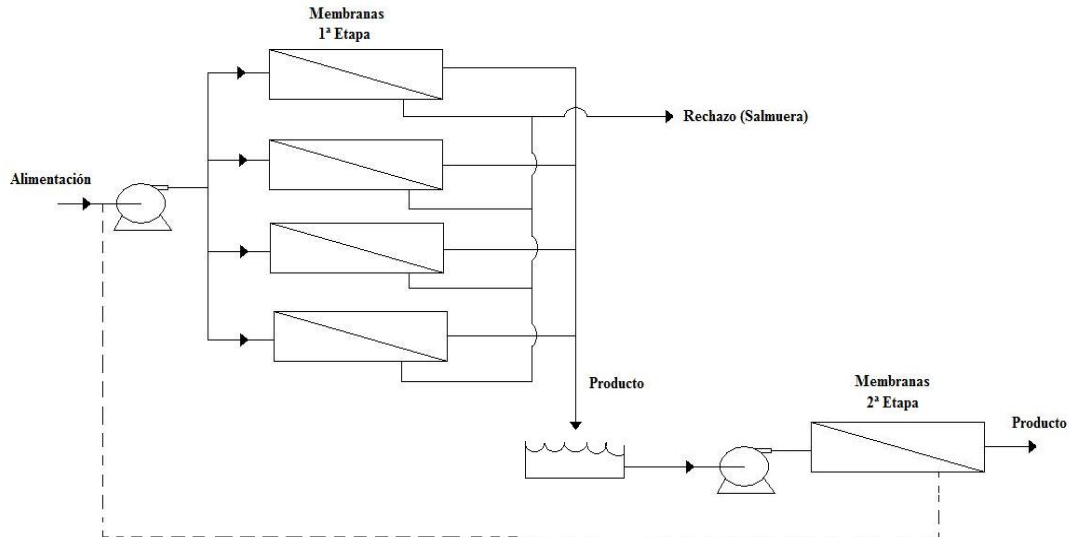 Membranas
1ª Etapa
Rechazo (Salmuera)
Alimentación
Producto
Membranas
2ª Etapa
Producto